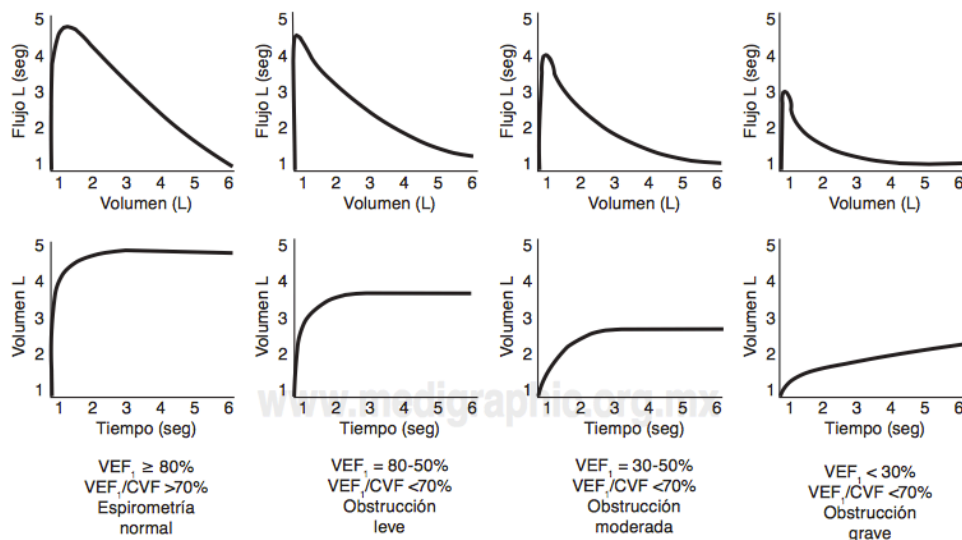 5
4
3
2
1
Flujo L (seg)
1 2 3 4 5 6
Volumen (L)
5
4
3
2
1
Flujo L (seg)
1 2 3 4 5 6
Volumen (L)
5
4
3
2
1
Flujo L (seg)
1 2 3 4 5 6
Volumen (L)
5
4
3
2
1
Flujo L (seg)
1 2 3 4 5 6
Volumen (L)
5
4
3
2
1
Volumen L
1 2 3 4 5 6
Tiempo (seg)
5
4
3
2
1
Volumen L
1 2 3 4 5 6
Tiempo (seg)
5
4
3
2
1
Volumen L
1 2 3 4 5 6
Tiempo (seg)
5
4
3
2
1
Volumen L
1 2 3 4 5 6
Tiempo (seg)
www.medigraphic.org.mx
VEF₁ ≥ 80%
VEF₁/CVF >70%
Espirometría
normal
VEF₁ = 80-50%
VEF₁/CVF <70%
Obstrucción
leve
VEF₁ = 30-50%
VEF₁/CVF <70%
Obstrucción
moderada
VEF₁ < 30%
VEF₁/CVF <70%
Obstrucción
grave